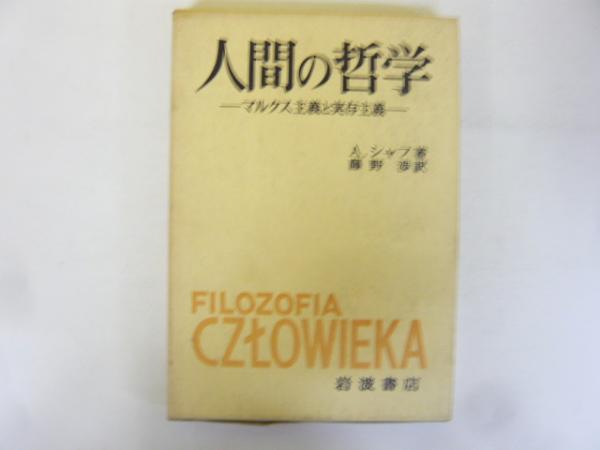 人間の哲学
―マルクス主義と実存主義―
A.シャフ著
藤野渉訳
FILOZOFIA
CZŁOWIEKA
岩波書店